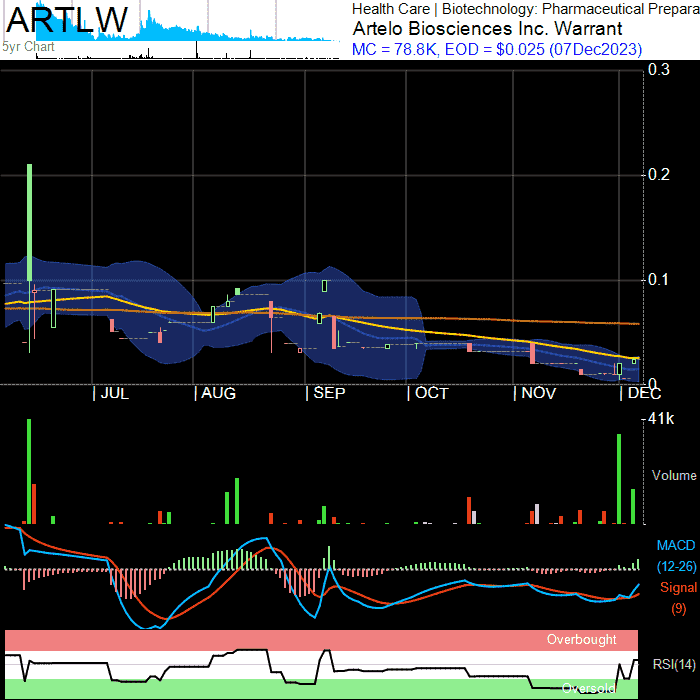 ARTLW
Health Care | Biotechnology: Pharmaceutical Prepara
Artelo Biosciences Inc. Warrant
5yr Chart
MC = 78.8K, EOD = $0.025 (07Dec2023)
0.3
0.2
0.1
0
| JUL | AUG | SEP | OCT | NOV | DEC
41k
Volume
MACD
(12-26)
Signal
(9)
Overbought
RSI(14)
Oversold